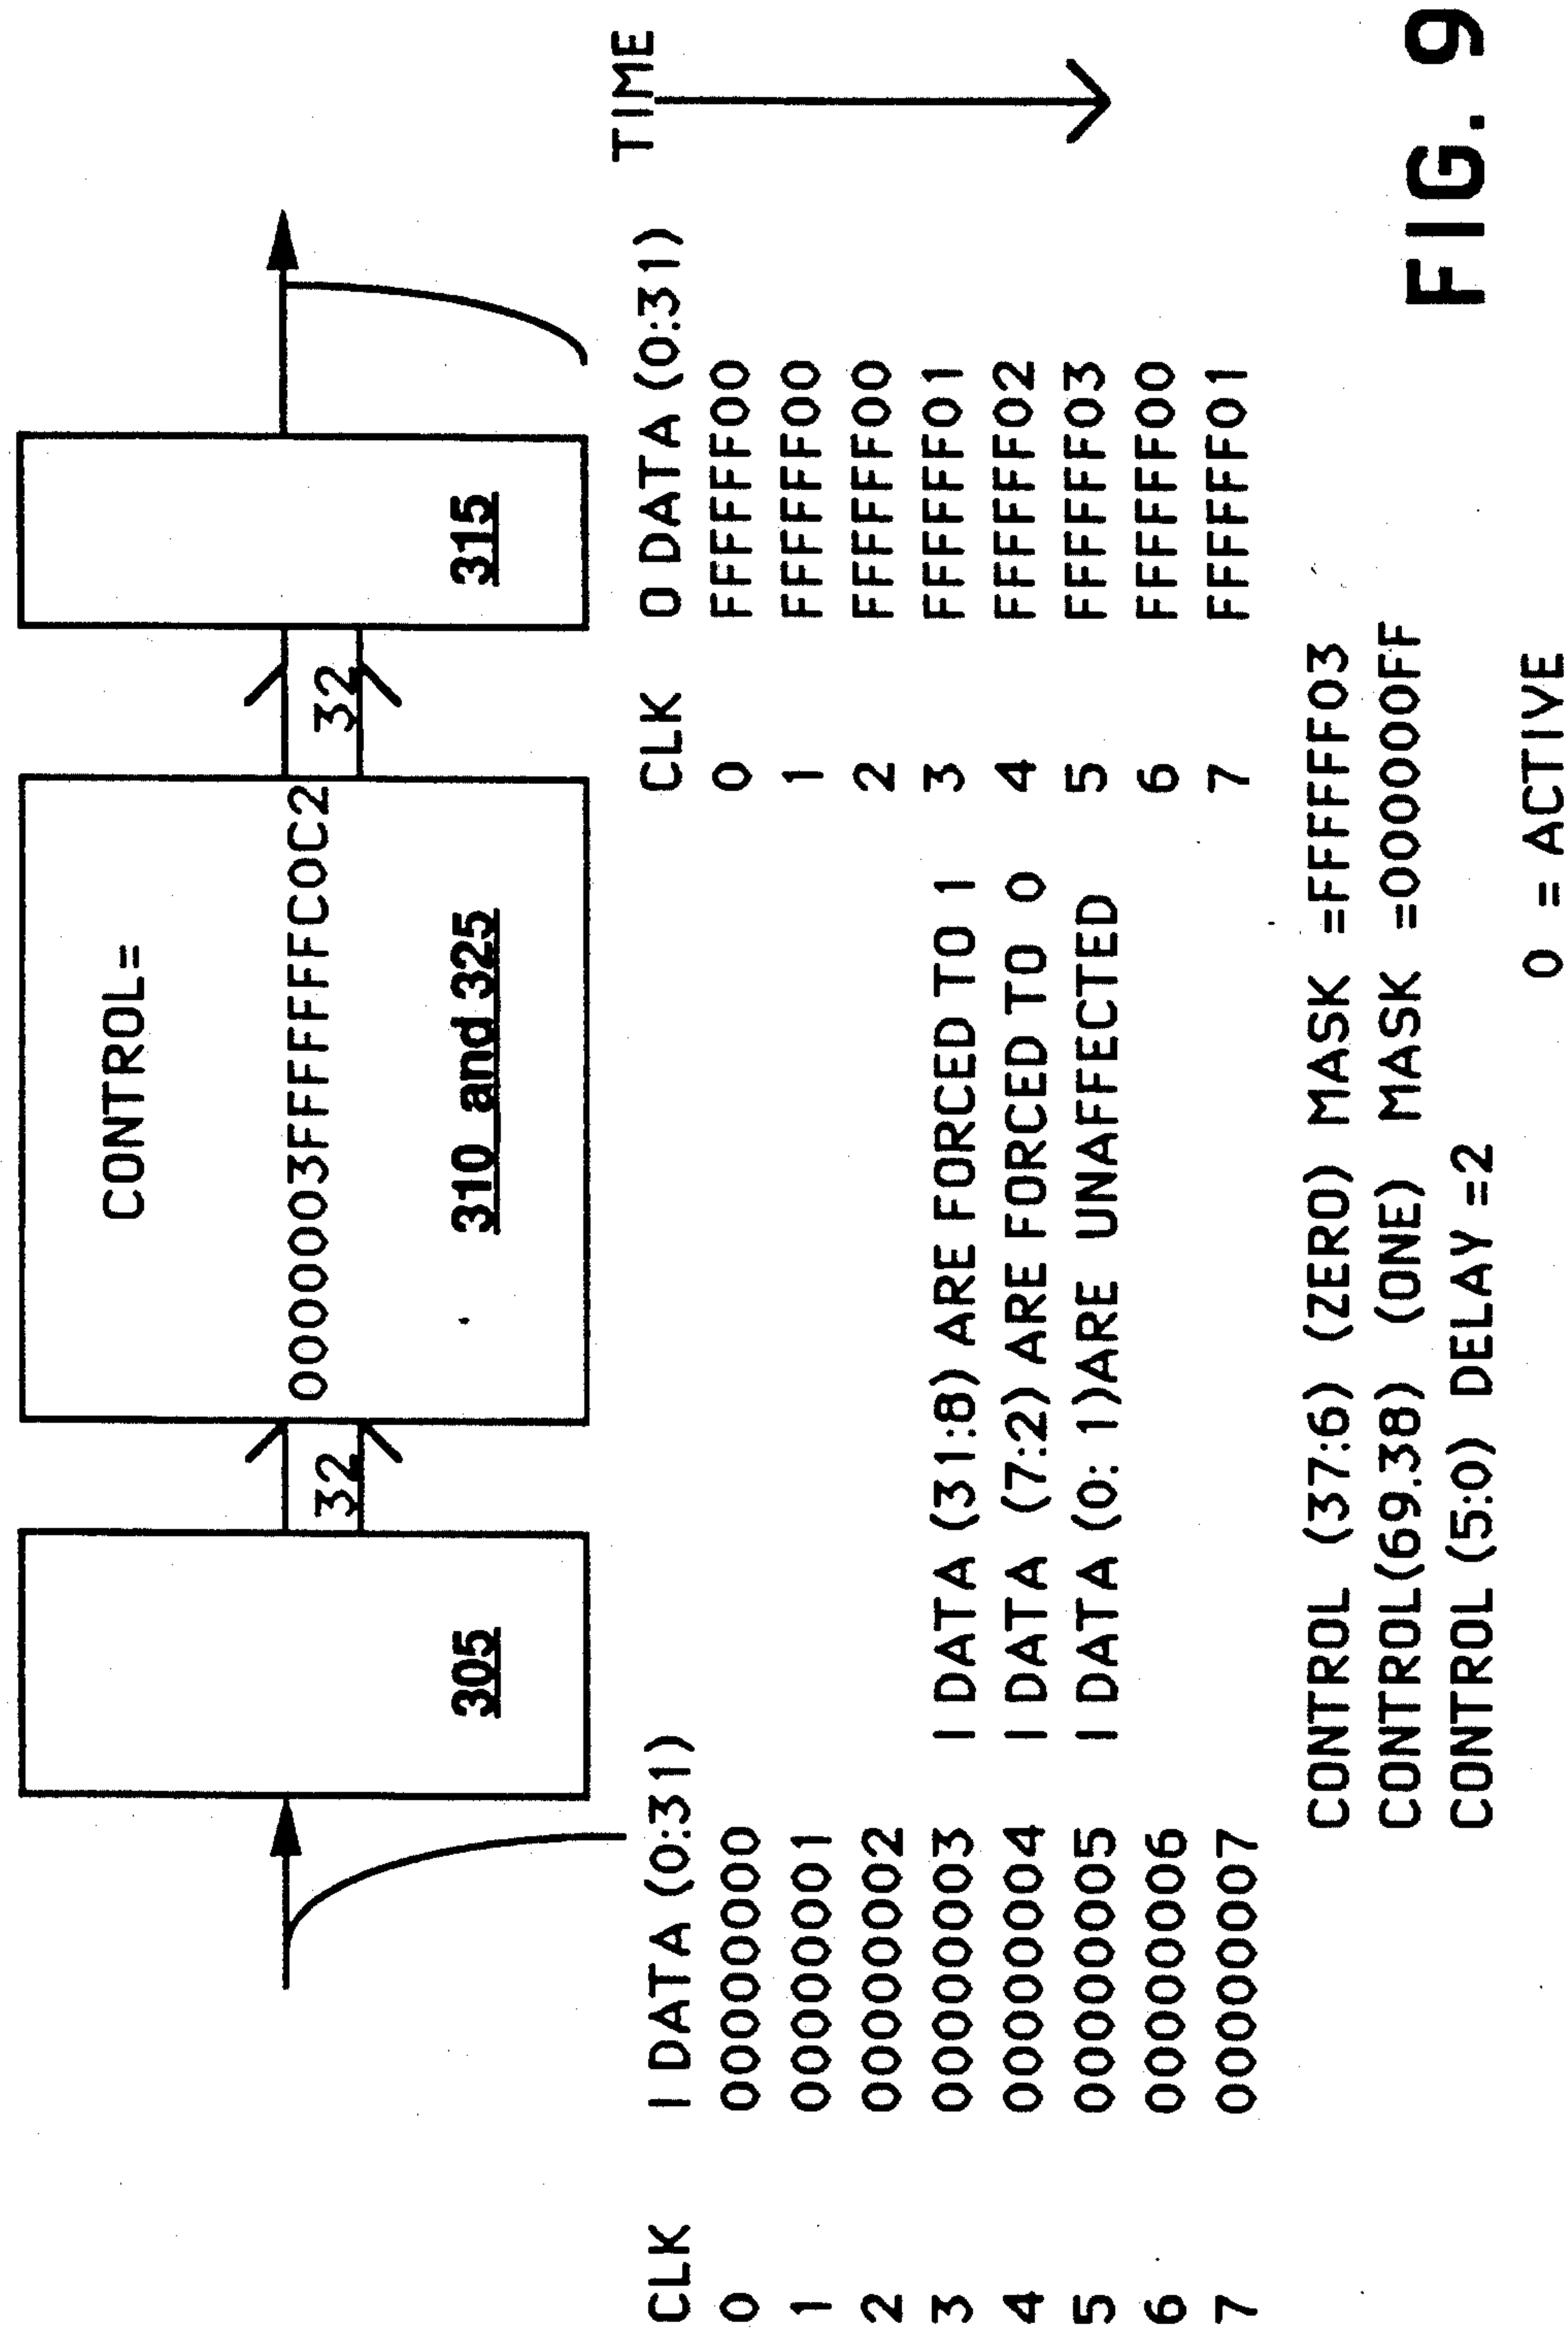 CONTROL=
32
000003FFFFFFC0C2
32
305
310 and 325
315
TIME
CLK I DATA (0:31)
0 00000000
1 00000001
2 00000002
3 00000003
4 00000004
5 00000005
6 00000006
7 00000007
I DATA (31:8) ARE FORCED TO 1
I DATA (7:2) ARE FORCED TO 0
I DATA (0: 1)ARE UNAFFECTED
CLK O DATA (0:31)
0 FFFFFF00
1 FFFFFF00
2 FFFFFF00
3 FFFFFF01
4 FFFFFF02
5 FFFFFF03
6 FFFFFF00
7 FFFFFF01
CONTROL (37:6) (ZERO) MASK =FFFFFF03
CONTROL(69.38) (ONE) MASK =000000FF
CONTROL (5:0) DELAY =2
0 = ACTIVE
FIG. 9